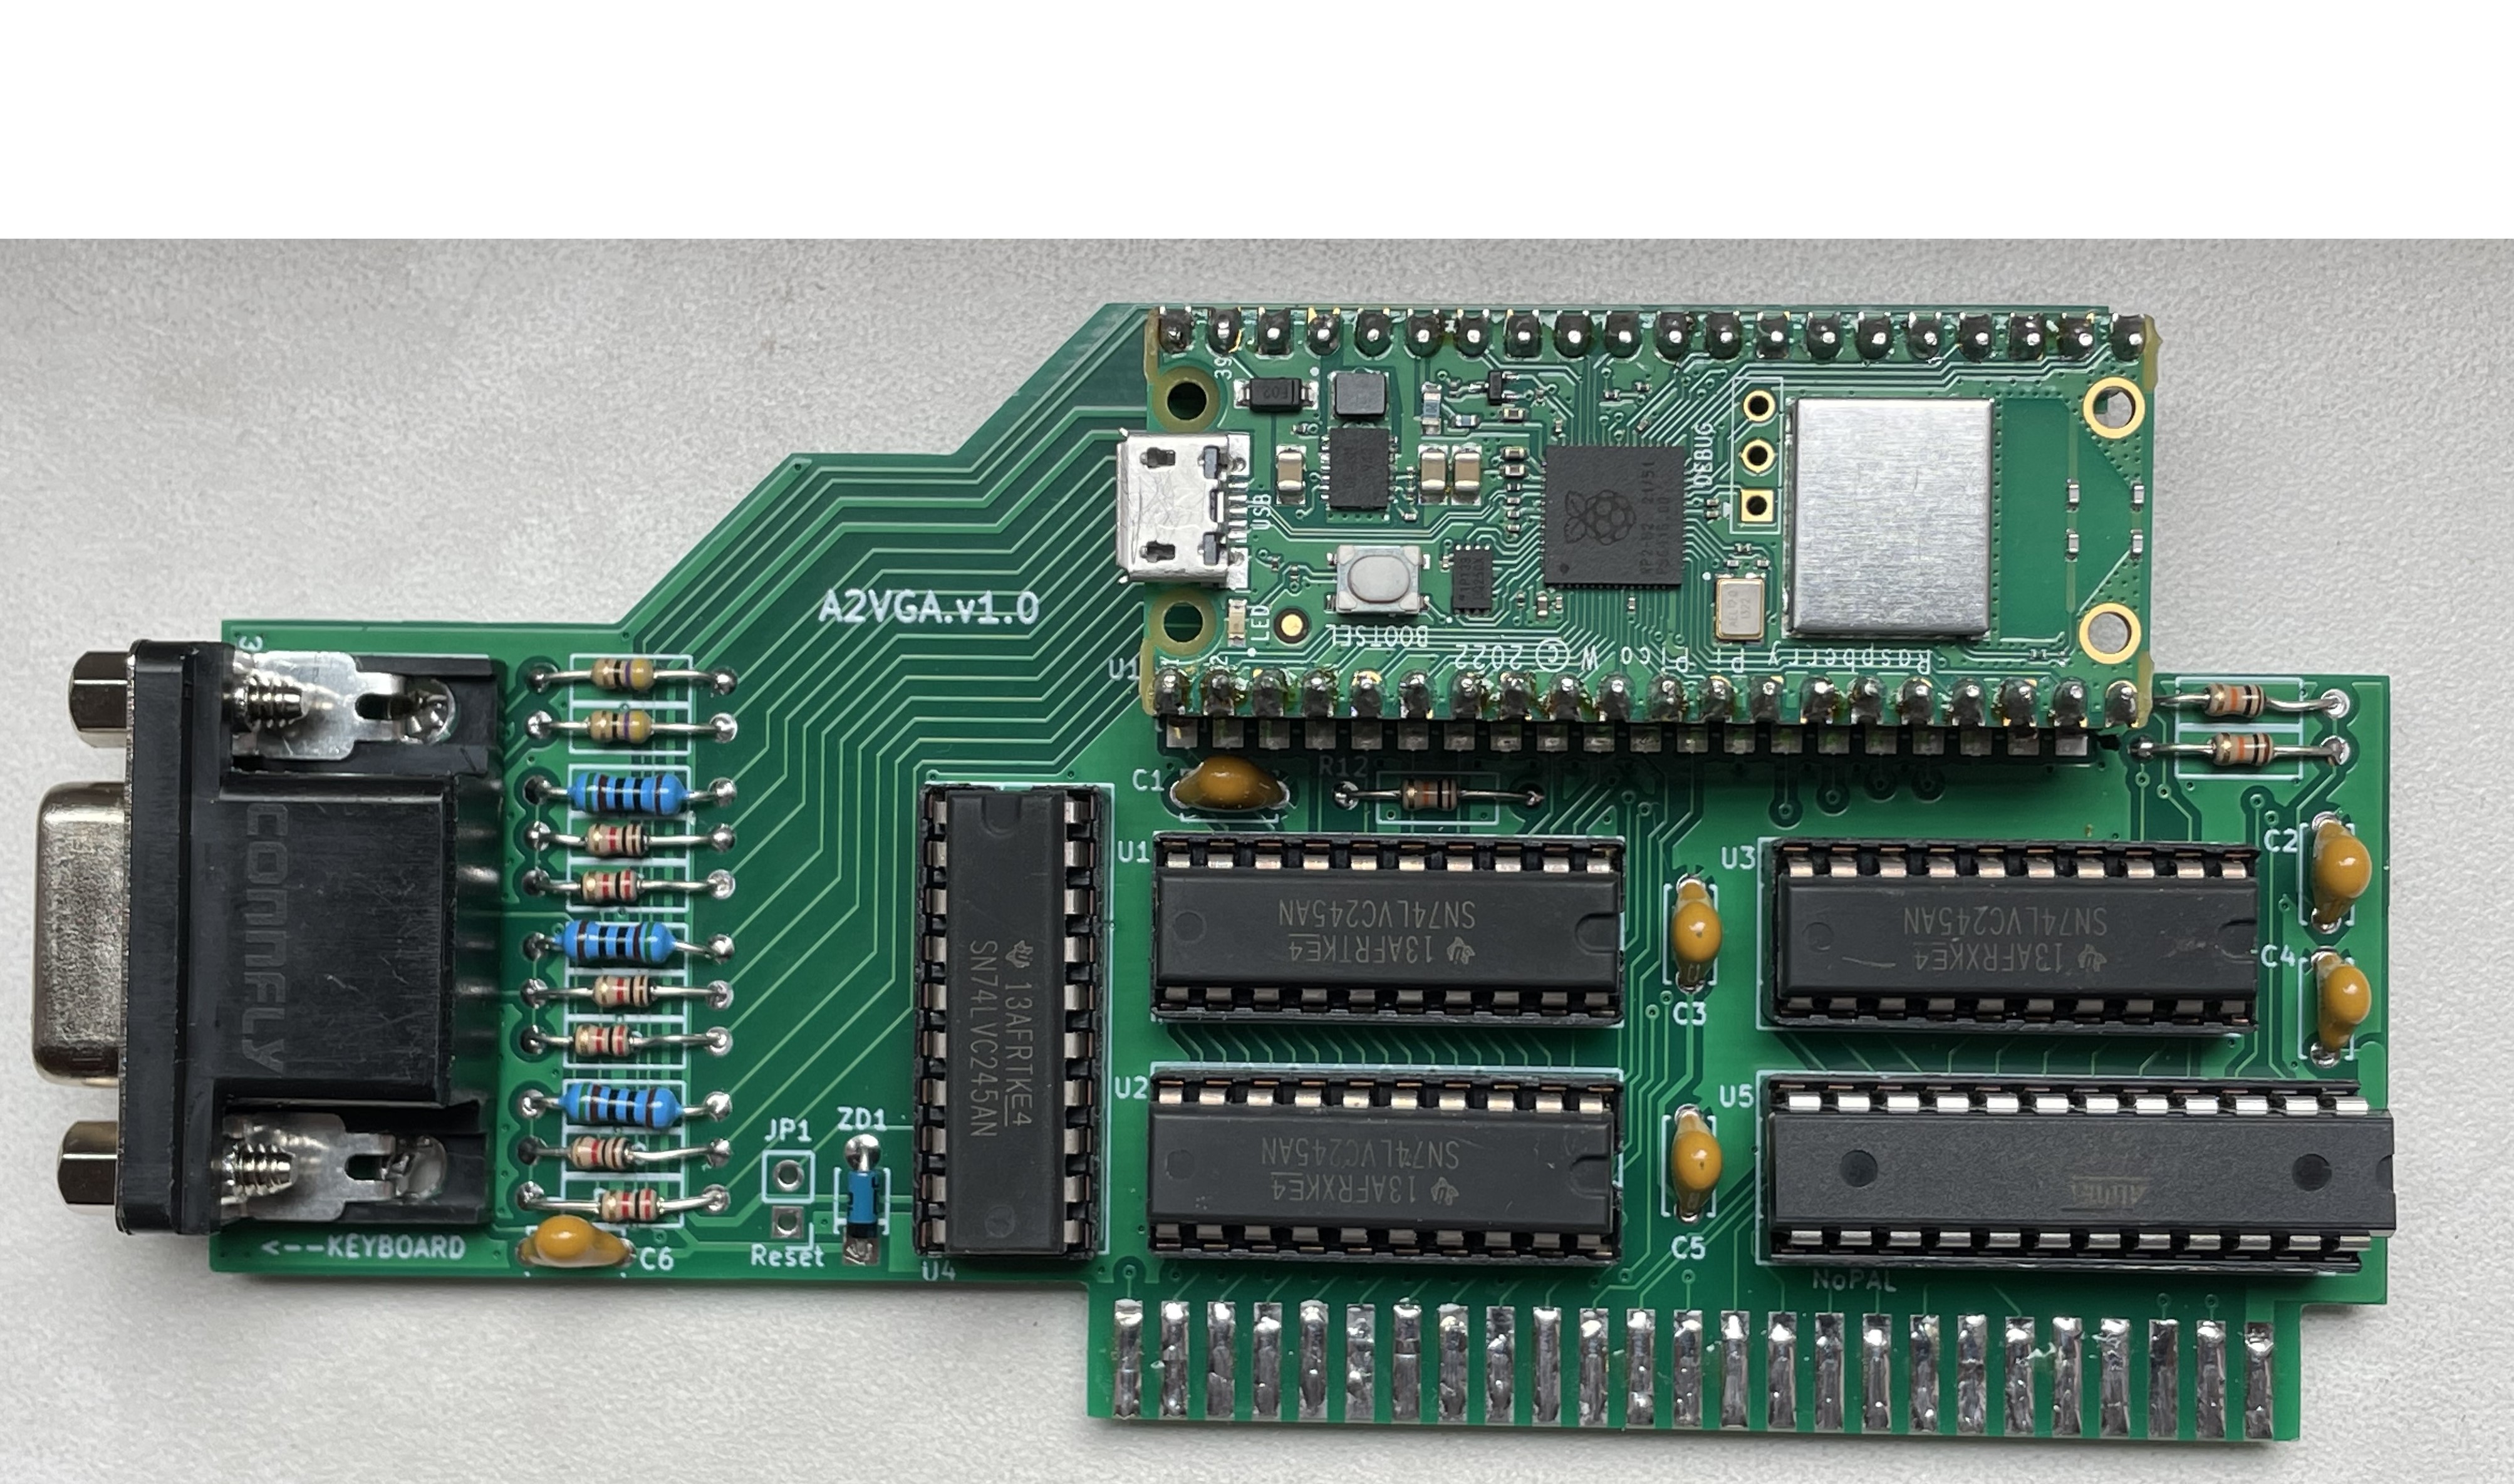 39
DEBUG
USB
LED
BOOTSEL
Raspberry Pi Pico W © 2022
A2VGA.v1.0
U1
3
CONNFLY
R12
C1
U1
SN74LVC245AN
13AFRTKE4
U3
SN74LVC245AN
13AFRXKE4
C2
C4
C3
13AFRTKE4
SN74LVC245AN
U4
U2
SN74LVC245AN
13AFRXKE4
U5
Atmel
C5
NoPAL
JP1
Reset
ZD1
<--KEYBOARD
C6